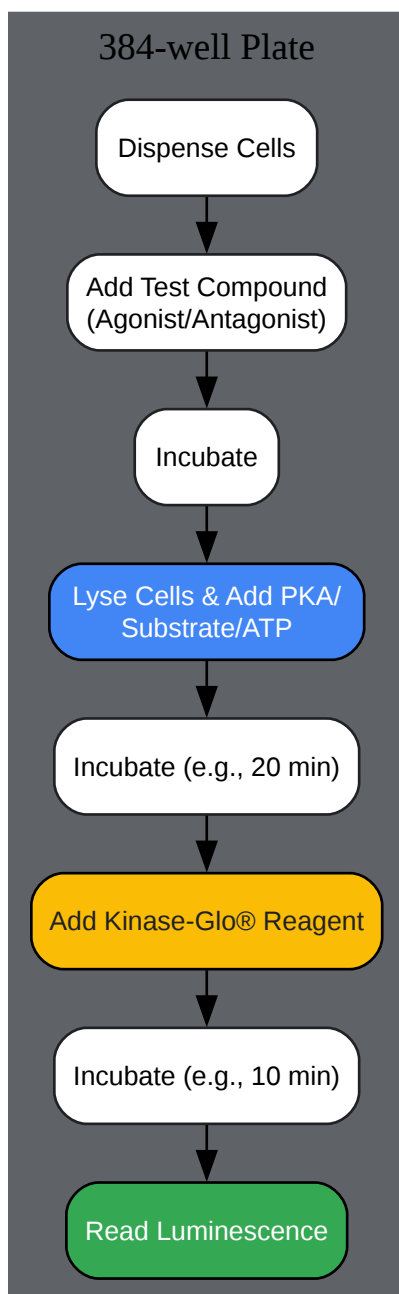 384-well Plate
Dispense Cells
Add Test Compound
(Agonist/Antagonist)
Incubate
Lyse Cells & Add PKA/
Substrate/ATP
Incubate (e.g., 20 min)
Add Kinase-Glo® Reagent
Incubate (e.g., 10 min)
Read Luminescence